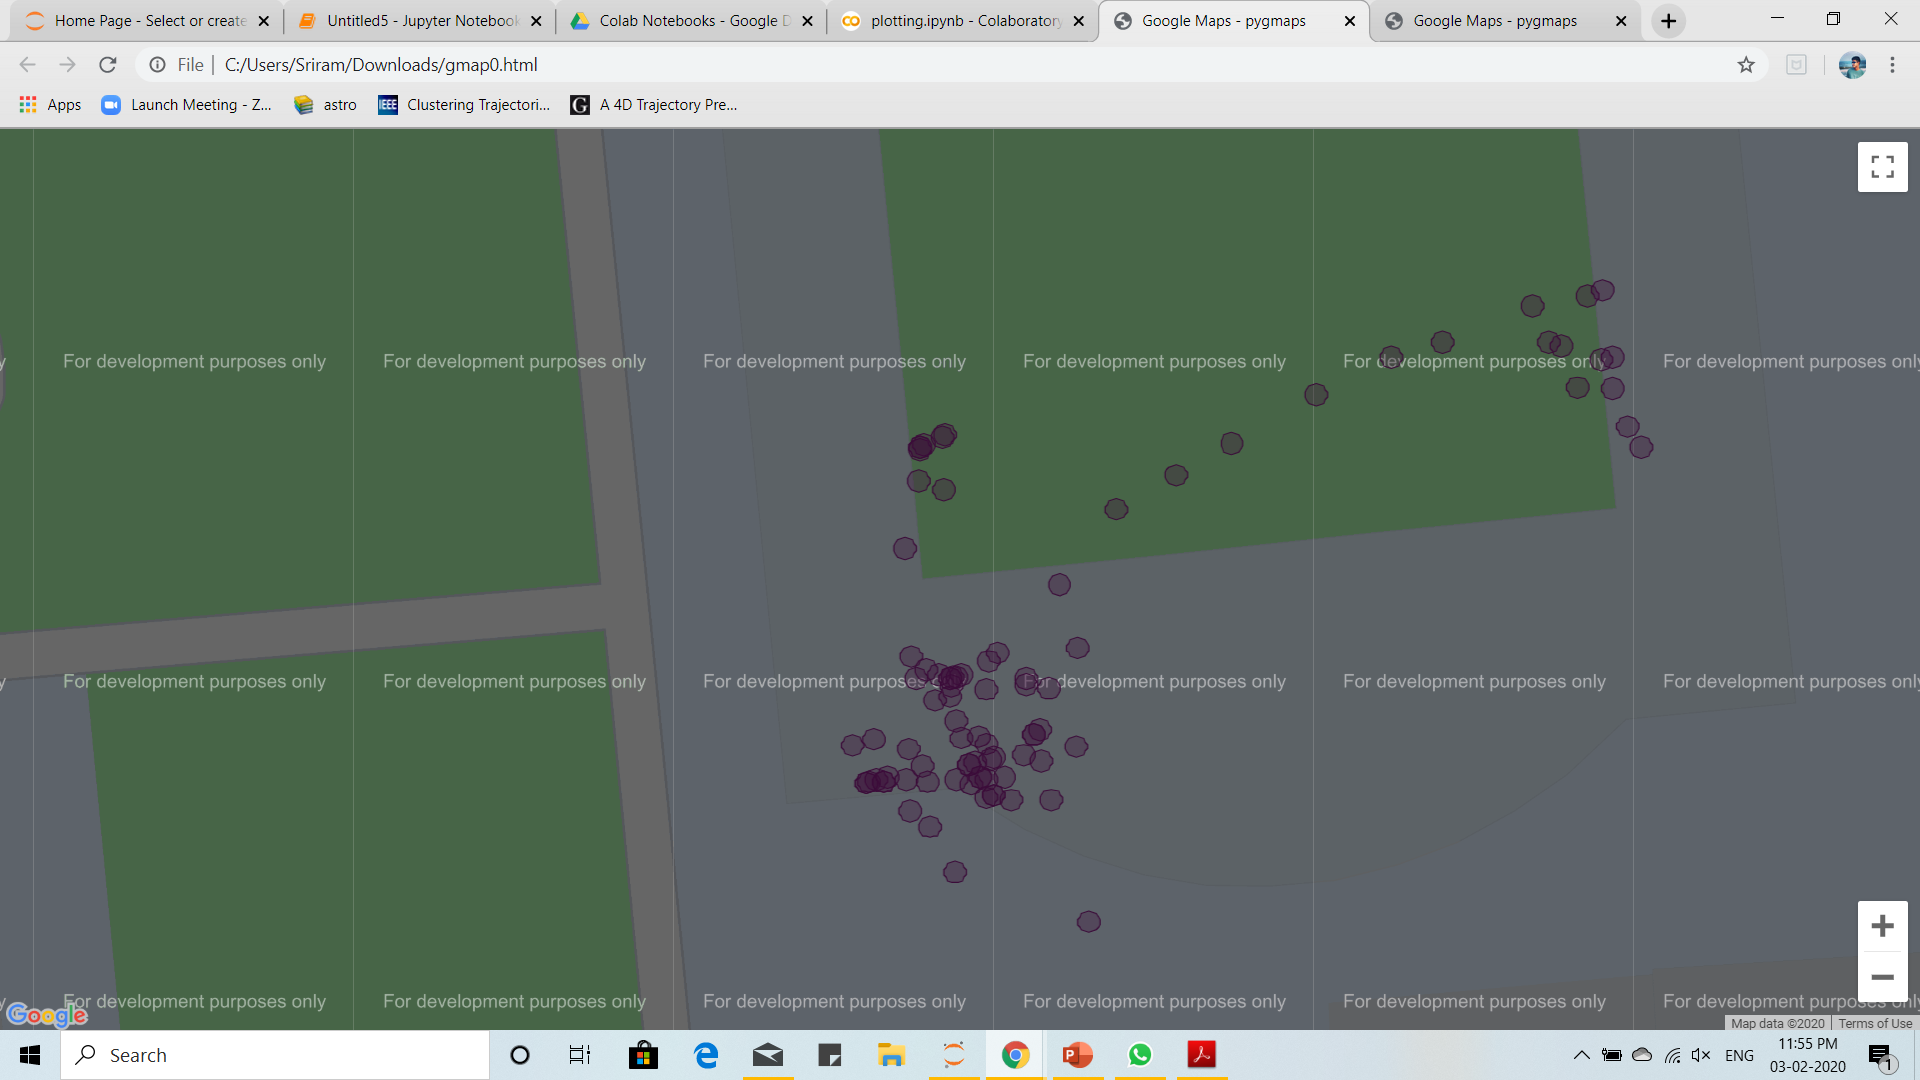 Home Page - Select or create
Untitled5 - Jupyter Notebook
Colab Notebooks - Google D
plotting.ipynb - Colaboratory
Google Maps - pygmaps
Google Maps - pygmaps
File | C:/Users/Sriram/Downloads/gmap0.html
Apps
Launch Meeting - Z...
astro
IEEE
Clustering Trajectori...
G
A 4D Trajectory Pre...
y For development purposes only For development purposes only For development purposes only For development purposes only For development purposes only For development purposes only
y For development purposes only For development purposes only For development purposes only For development purposes only For development purposes only For development purposes only
y For development purposes only For development purposes only For development purposes only For development purposes only For development purposes only For development purposes only
Google
Map data ©2020
Terms of Use
Search
ENG
11:55 PM
03-02-2020
1